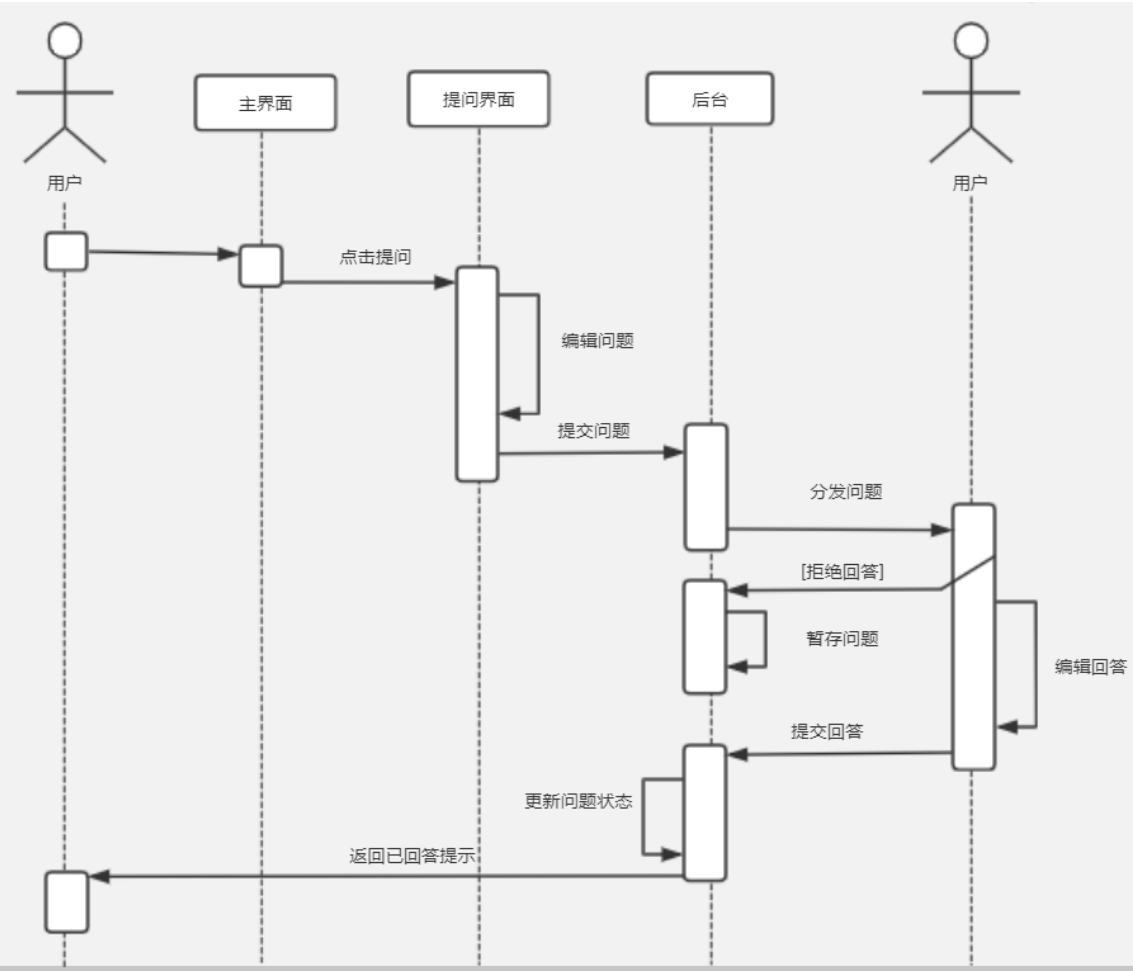 主界面
提问界面
后台
用户
用户
点击提问
编辑问题
提交问题
分发问题
[拒绝回答]
暂存问题
编辑回答
提交回答
更新问题状态
返回已回答提示